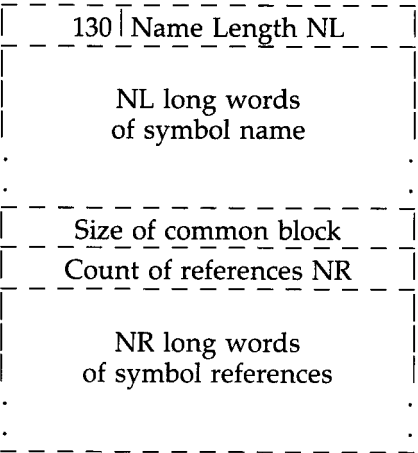 130 Name Length NL
NL long words
of symbol name
Size of common block
Count of references NR
NR long words
of symbol references